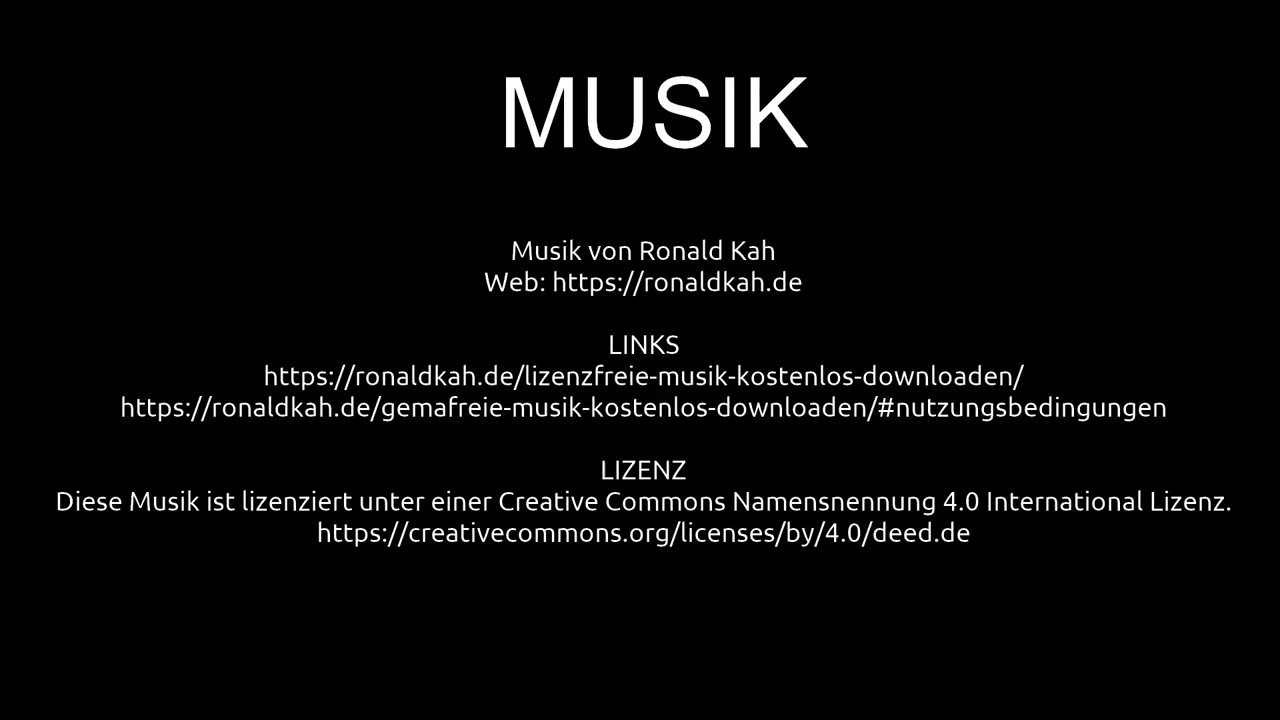 MUSIK
Musik von Ronald Kah
Web: https://ronaldkah.de
LINKS
https://ronaldkah.de/lizenzfreie-musik-kostenlos-downloaden/
https://ronaldkah.de/gemafreie-musik-kostenlos-downloaden/#nutzungsbedingungen
LIZENZ
Diese Musik ist lizenziert unter einer Creative Commons Namensnennung 4.0 International Lizenz.
https://creativecommons.org/licenses/by/4.0/deed.de